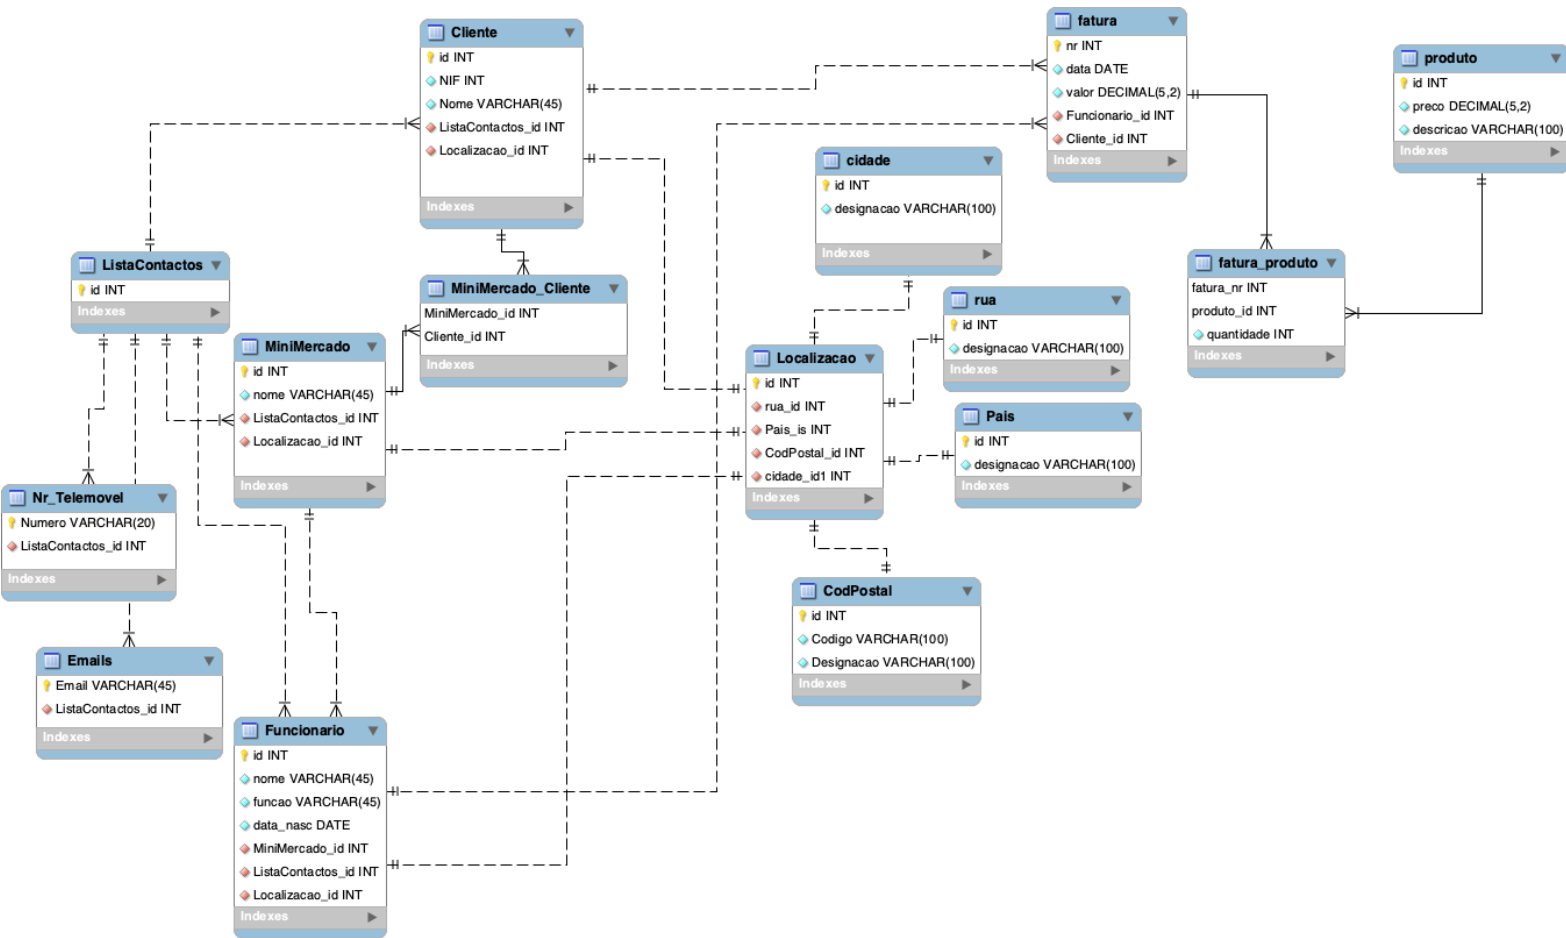 Cliente
id INT
NIF INT
Nome VARCHAR(45)
ListaContactos_id INT
Localizacao_id INT
Indexes
fatura
nr INT
data DATE
valor DECIMAL(5,2)
Funcionario_id INT
Cliente_id INT
Indexes
produto
id INT
preco DECIMAL(5,2)
descricao VARCHAR(100)
Indexes
cidade
id INT
designacao VARCHAR(100)
Indexes
ListaContactos
id INT
Indexes
MiniMercado_Cliente
MiniMercado_id INT
Cliente_id INT
Indexes
fatura_produto
fatura_nr INT
produto_id INT
quantidade INT
Indexes
rua
id INT
designacao VARCHAR(100)
Indexes
MiniMercado
id INT
nome VARCHAR(45)
ListaContactos_id INT
Localizacao_id INT
Indexes
Localizacao
id INT
rua_id INT
Pais_is INT
CodPostal_id INT
cidade_id1 INT
Indexes
Pais
id INT
designacao VARCHAR(100)
Indexes
Nr_Telemovel
Numero VARCHAR(20)
ListaContactos_id INT
Indexes
CodPostal
id INT
Codigo VARCHAR(100)
Designacao VARCHAR(100)
Indexes
Emails
Email VARCHAR(45)
ListaContactos_id INT
Indexes
Funcionario
id INT
nome VARCHAR(45)
funcao VARCHAR(45)
data_nasc DATE
MiniMercado_id INT
ListaContactos_id INT
Localizacao_id INT
Indexes